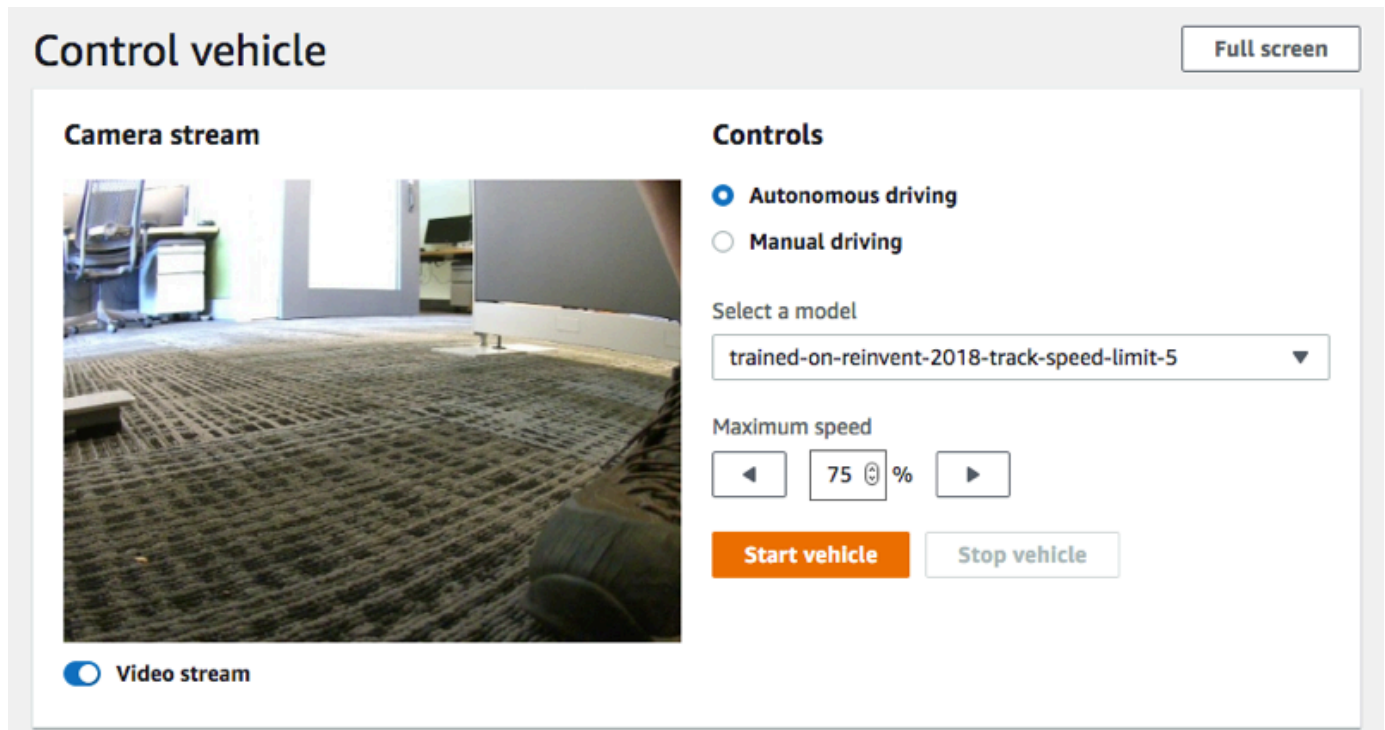 Control vehicle
Full screen
Camera stream
Controls
Autonomous driving
Manual driving
Select a model
trained-on-reinvent-2018-track-speed-limit-5
Maximum speed
75 %
Start vehicle
Stop vehicle
Video stream